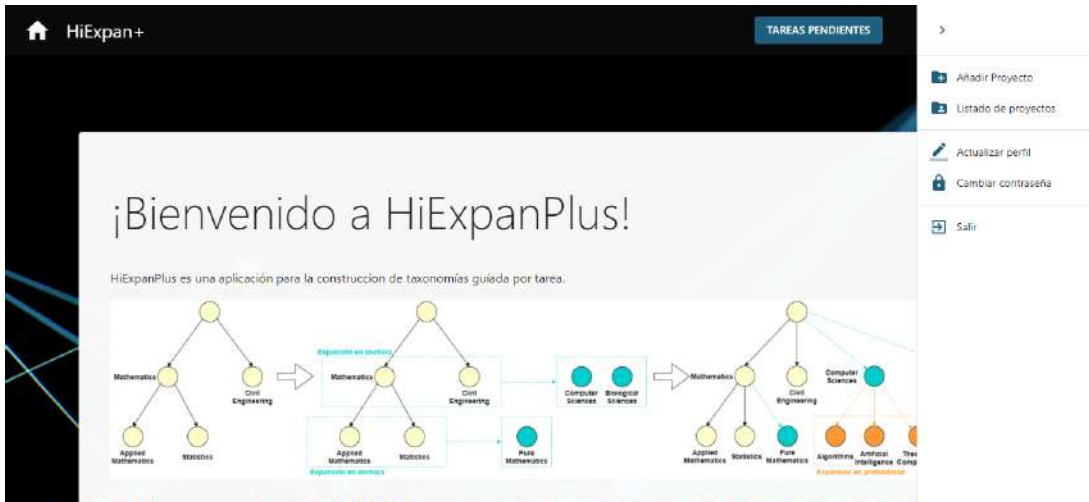 HiExpan+
TAREAS PENDIENTES
Añadir Proyecto
Listado de proyectos
Actualizar perfil
Cambiar contraseña
Salir
¡Bienvenido a HiExpanPlus!
HiExpanPlus es una aplicación para la construccion de taxonomías guíada por tarea.
Mathematics
Civil
Engineering
Applied
Mathematics
Statistics
Expansión en anchura
Mathematics
Civil
Engineering
Computer
Sciences
Biological
Sciences
Applied
Mathematics
Statistics
Pure
Mathematics
Expansión en anchura
Mathematics
Civil
Engineering
Computer
Sciences
Applied
Mathematics
Statistics
Pure
Mathematics
Algorithms
Artificial
Intelligence
Expansión en profundidad